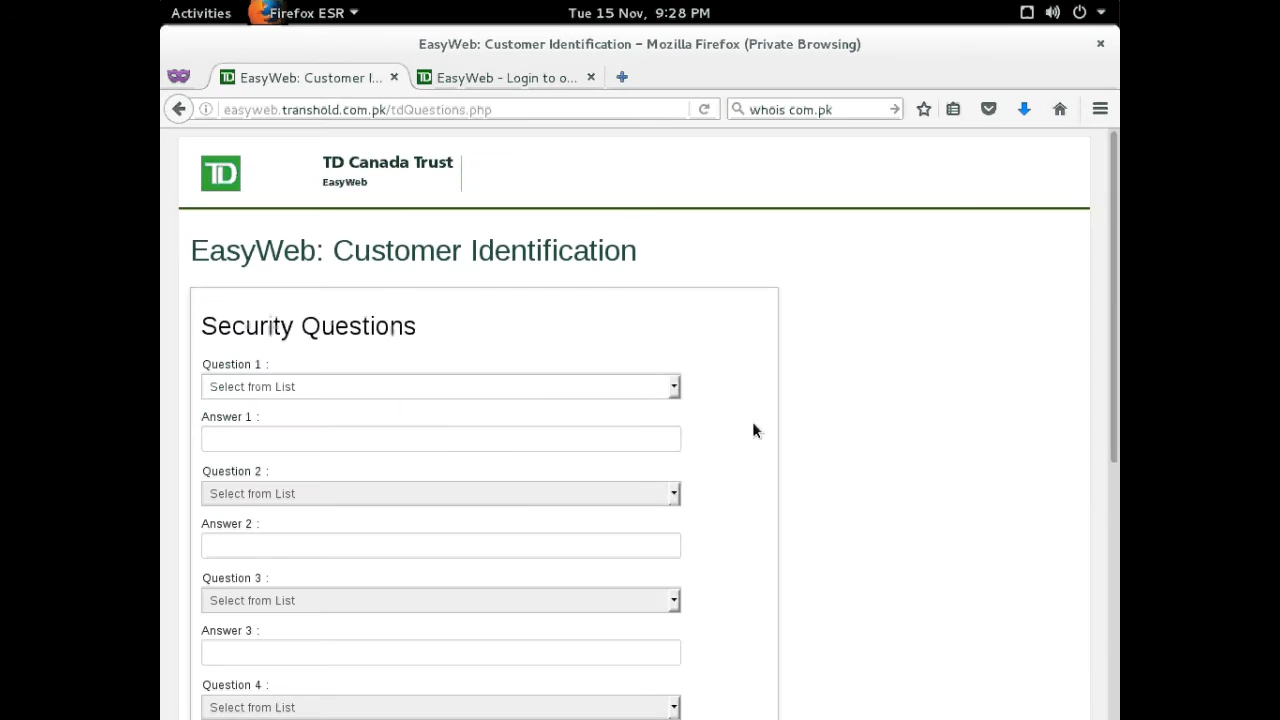 Activities Firefox ESR Tue 15 Nov, 9:28 PM
EasyWeb: Customer Identification – Mozilla Firefox (Private Browsing)
TD EasyWeb: Customer I... TD EasyWeb - Login to o...
easyweb.transhold.com.pk/tdQuestions.php whois com.pk
TD
TD Canada Trust
EasyWeb
EasyWeb: Customer Identification
Security Questions
Question 1 :
Select from List
Answer 1 :
Question 2 :
Select from List
Answer 2 :
Question 3 :
Select from List
Answer 3 :
Question 4 :
Select from List